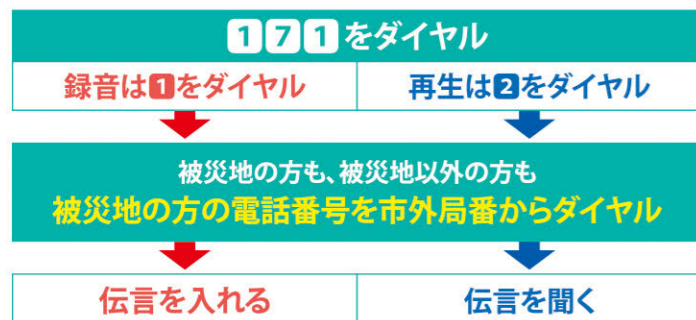 171をダイヤル
録音は1をダイヤル
再生は2をダイヤル
被災地の方も、被災地以外の方も
被災地の方の電話番号を市外局番からダイヤル
伝言を入れる
伝言を聞く